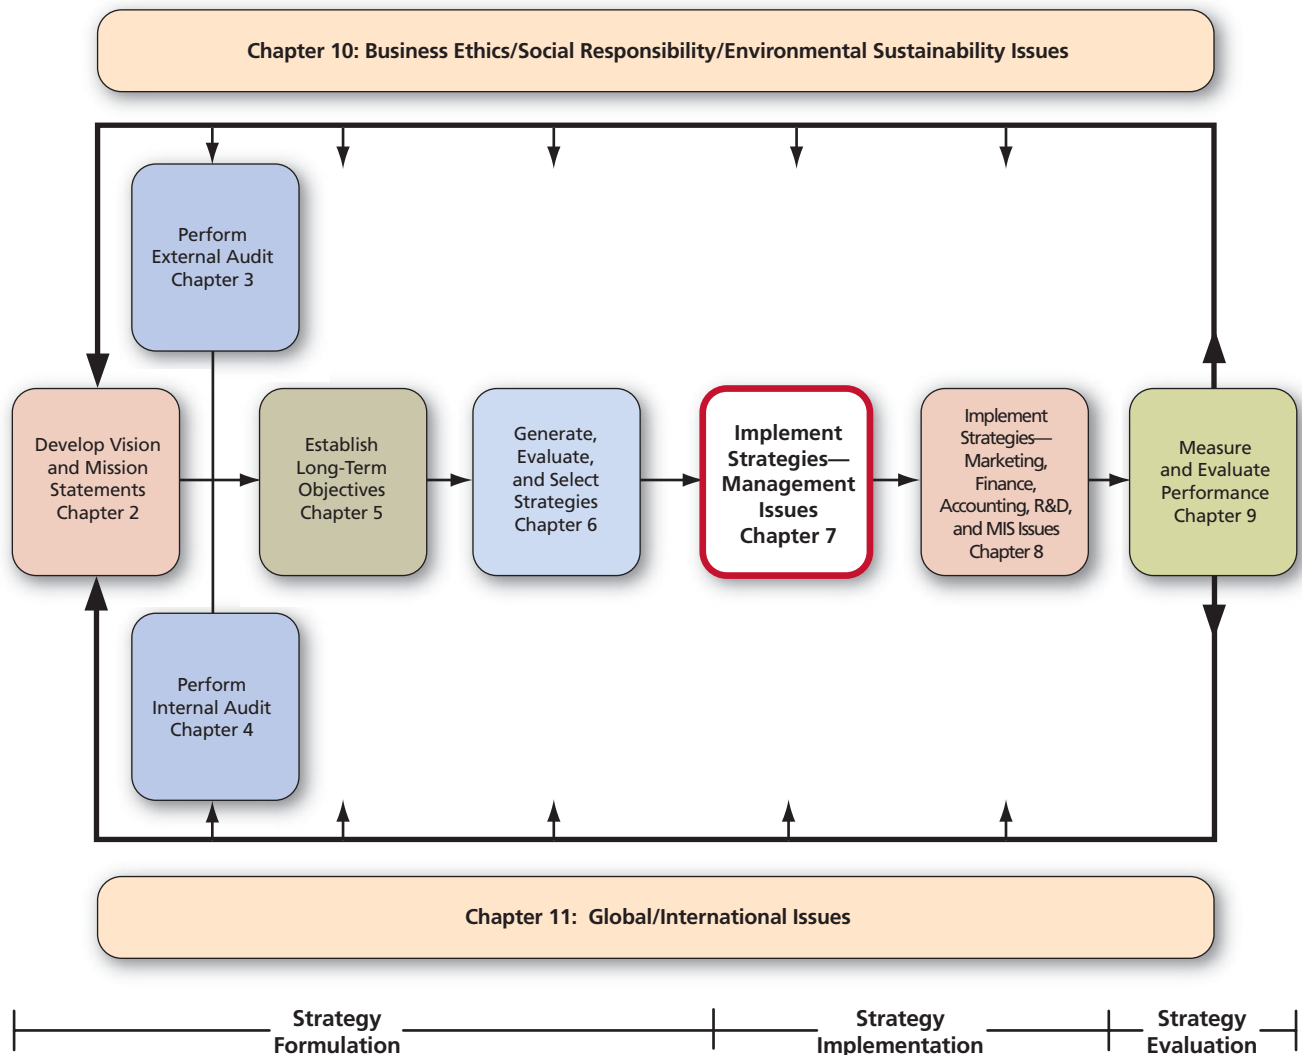 Chapter 10: Business Ethics/Social Responsibility/Environmental Sustainability Issues
Perform
External Audit
Chapter 3
Develop Vision
and Mission
Statements
Chapter 2
Establish
Long-Term
Objectives
Chapter 5
Generate,
Evaluate,
and Select
Strategies
Chapter 6
Implement
Strategies—
Management
Issues
Chapter 7
Implement
Strategies—
Marketing,
Finance,
Accounting, R&D,
and MIS Issues
Chapter 8
Measure
and Evaluate
Performance
Chapter 9
Perform
Internal Audit
Chapter 4
Chapter 11: Global/International Issues
Strategy
Formulation
Strategy
Implementation
Strategy
Evaluation